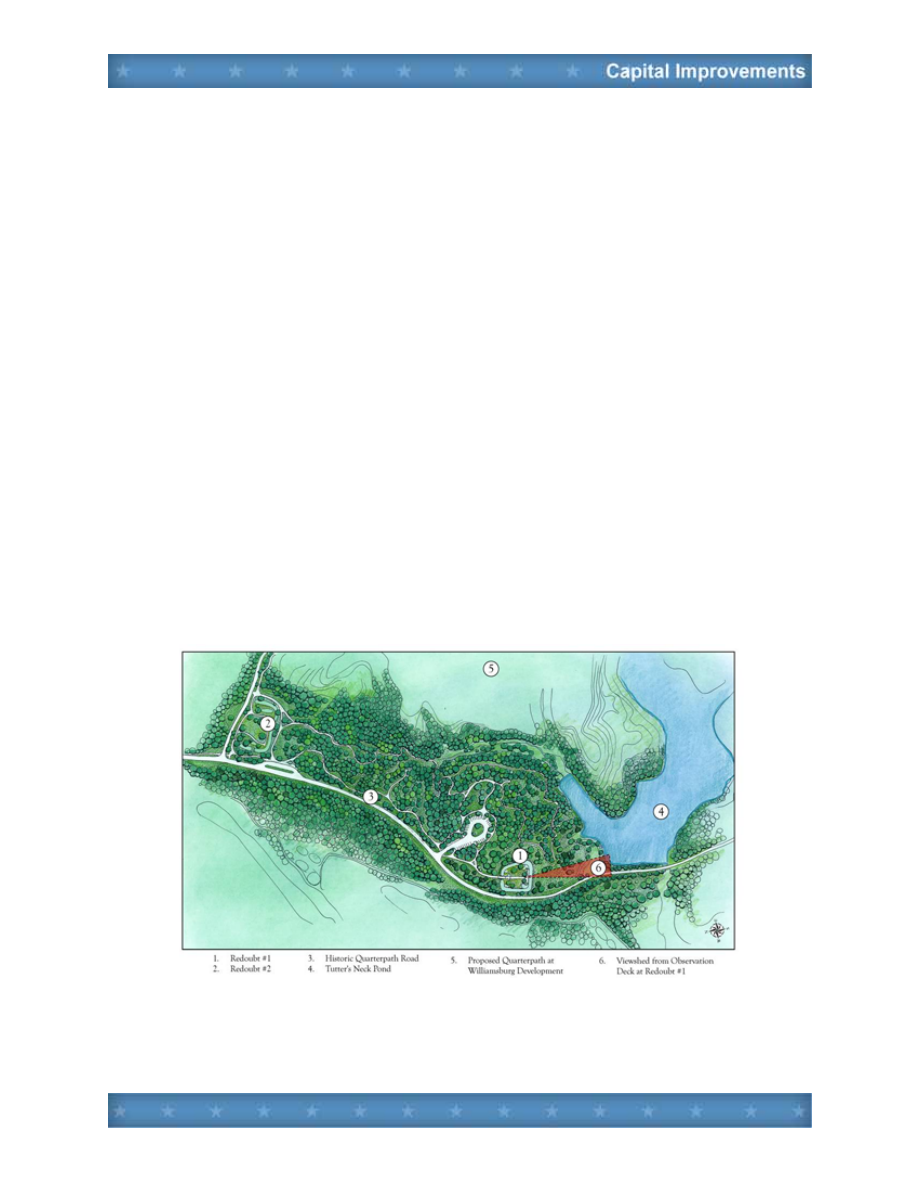 Capital Improvements
5
2
3
4
1
6
1. Redoubt #1
2. Redoubt #2
3. Historic Quarterpath Road
4. Tutter's Neck Pond
5. Proposed Quarterpath at
Williamsburg Development
6. Viewshed from Observation
Deck at Redoubt #1